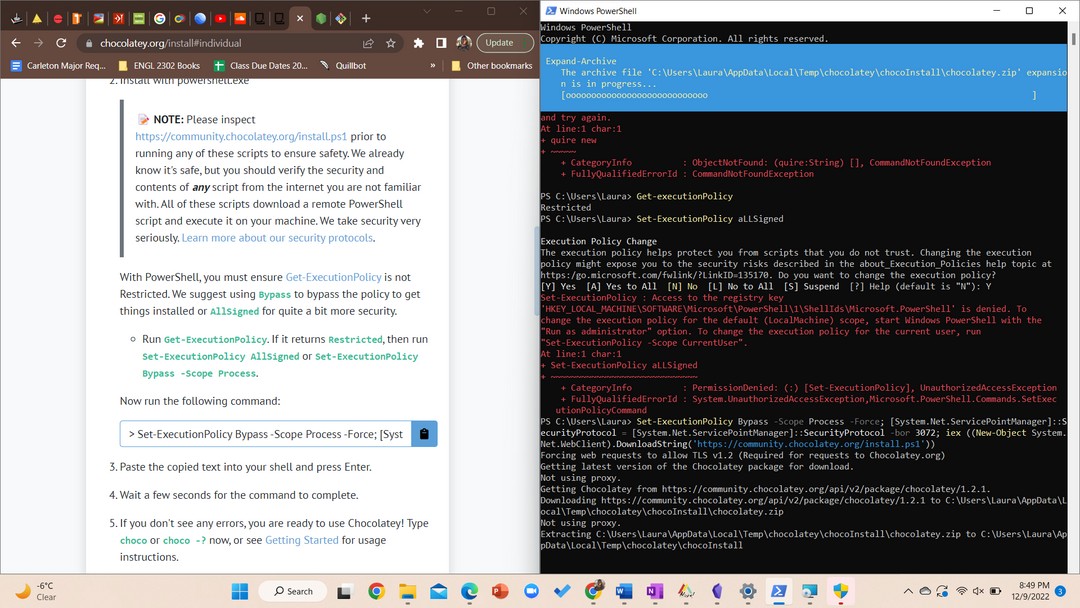 chocolatey.org/install#individual
Update
Carleton Major Req...
ENGL 2302 Books
Class Due Dates 20...
Quillbot
»
Other bookmarks
2. Install with powershell.exe
NOTE: Please inspect
https://community.chocolatey.org/install.ps1 prior to
running any of these scripts to ensure safety. We already
know it's safe, but you should verify the security and
contents of any script from the internet you are not familiar
with. All of these scripts download a remote PowerShell
script and execute it on your machine. We take security very
seriously. Learn more about our security protocols.
With PowerShell, you must ensure Get-ExecutionPolicy is not
Restricted. We suggest using Bypass to bypass the policy to get
things installed or AllSigned for quite a bit more security.
Run Get-ExecutionPolicy. If it returns Restricted, then run
Set-ExecutionPolicy AllSigned or Set-ExecutionPolicy
Bypass -Scope Process.
Now run the following command:
> Set-ExecutionPolicy Bypass -Scope Process -Force; [Syst
3. Paste the copied text into your shell and press Enter.
4. Wait a few seconds for the command to complete.
5. If you don't see any errors, you are ready to use Chocolatey! Type
choco or choco -? now, or see Getting Started for usage
instructions.
Windows PowerShell
Windows PowerShell
Copyright (C) Microsoft Corporation. All rights reserved.
Expand-Archive
The archive file 'C:\Users\Laura\AppData\Local\Temp\chocolatey\chocoInstall\chocolatey.zip' expansio
n is in progress...
[oooooooooooooooooooooooooooo ]
and try again.
At line:1 char:1
+ quire new
+ ~~~~~
+ CategoryInfo : ObjectNotFound: (quire:String) [], CommandNotFoundException
+ FullyQualifiedErrorId : CommandNotFoundException
PS C:\Users\Laura> Get-executionPolicy
Restricted
PS C:\Users\Laura> Set-ExecutionPolicy aLLSigned
Execution Policy Change
The execution policy helps protect you from scripts that you do not trust. Changing the execution
policy might expose you to the security risks described in the about_Execution_Policies help topic at
https:/go.microsoft.com/fwlink/?LinkID=135170. Do you want to change the execution policy?
[Y] Yes [A] Yes to All [N] No [L] No to All [S] Suspend [?] Help (default is "N"): Y
Set-ExecutionPolicy : Access to the registry key
'HKEY_LOCAL_MACHINE\SOFTWARE\Microsoft\PowerShell\1\ShellIds\Microsoft.PowerShell' is denied. To
change the execution policy for the default (LocalMachine) scope, start Windows PowerShell with the
"Run as administrator" option. To change the execution policy for the current user, run
"Set-ExecutionPolicy -Scope CurrentUser".
At line:1 char:1
+ Set-ExecutionPolicy aLLSigned
+ ~~~~~~~~~~~~~~~~~~~~~~~~~~~~~
+ CategoryInfo : PermissionDenied: (:) [Set-ExecutionPolicy], UnauthorizedAccessException
+ FullyQualifiedErrorId : System.UnauthorizedAccessException,Microsoft.PowerShell.Commands.SetExec
utionPolicyCommand
PS C:\Users\Laura> Set-ExecutionPolicy Bypass -Scope Process -Force; [System.Net.ServicePointManager]::S
ecurityProtocol = [System.Net.ServicePointManager]::SecurityProtocol -bor 3072; iex ((New-Object System.
Net.WebClient).DownloadString('https://community.chocolatey.org/install.ps1'))
Forcing web requests to allow TLS v1.2 (Required for requests to Chocolatey.org)
Getting latest version of the Chocolatey package for download.
Not using proxy.
Getting Chocolatey from https://community.chocolatey.org/api/v2/package/chocolatey/1.2.1.
Downloading https://community.chocolatey.org/api/v2/package/chocolatey/1.2.1 to C:\Users\Laura\AppData\L
ocal\Temp\chocolatey\chocoInstall\chocolatey.zip
Not using proxy.
Extracting C:\Users\Laura\AppData\Local\Temp\chocolatey\chocoInstall\chocolatey.zip to C:\Users\Laura\Ap
pData\Local\Temp\chocolatey\chocoInstall
-6°C
Clear
Search
8:49 PM
12/9/2022
3